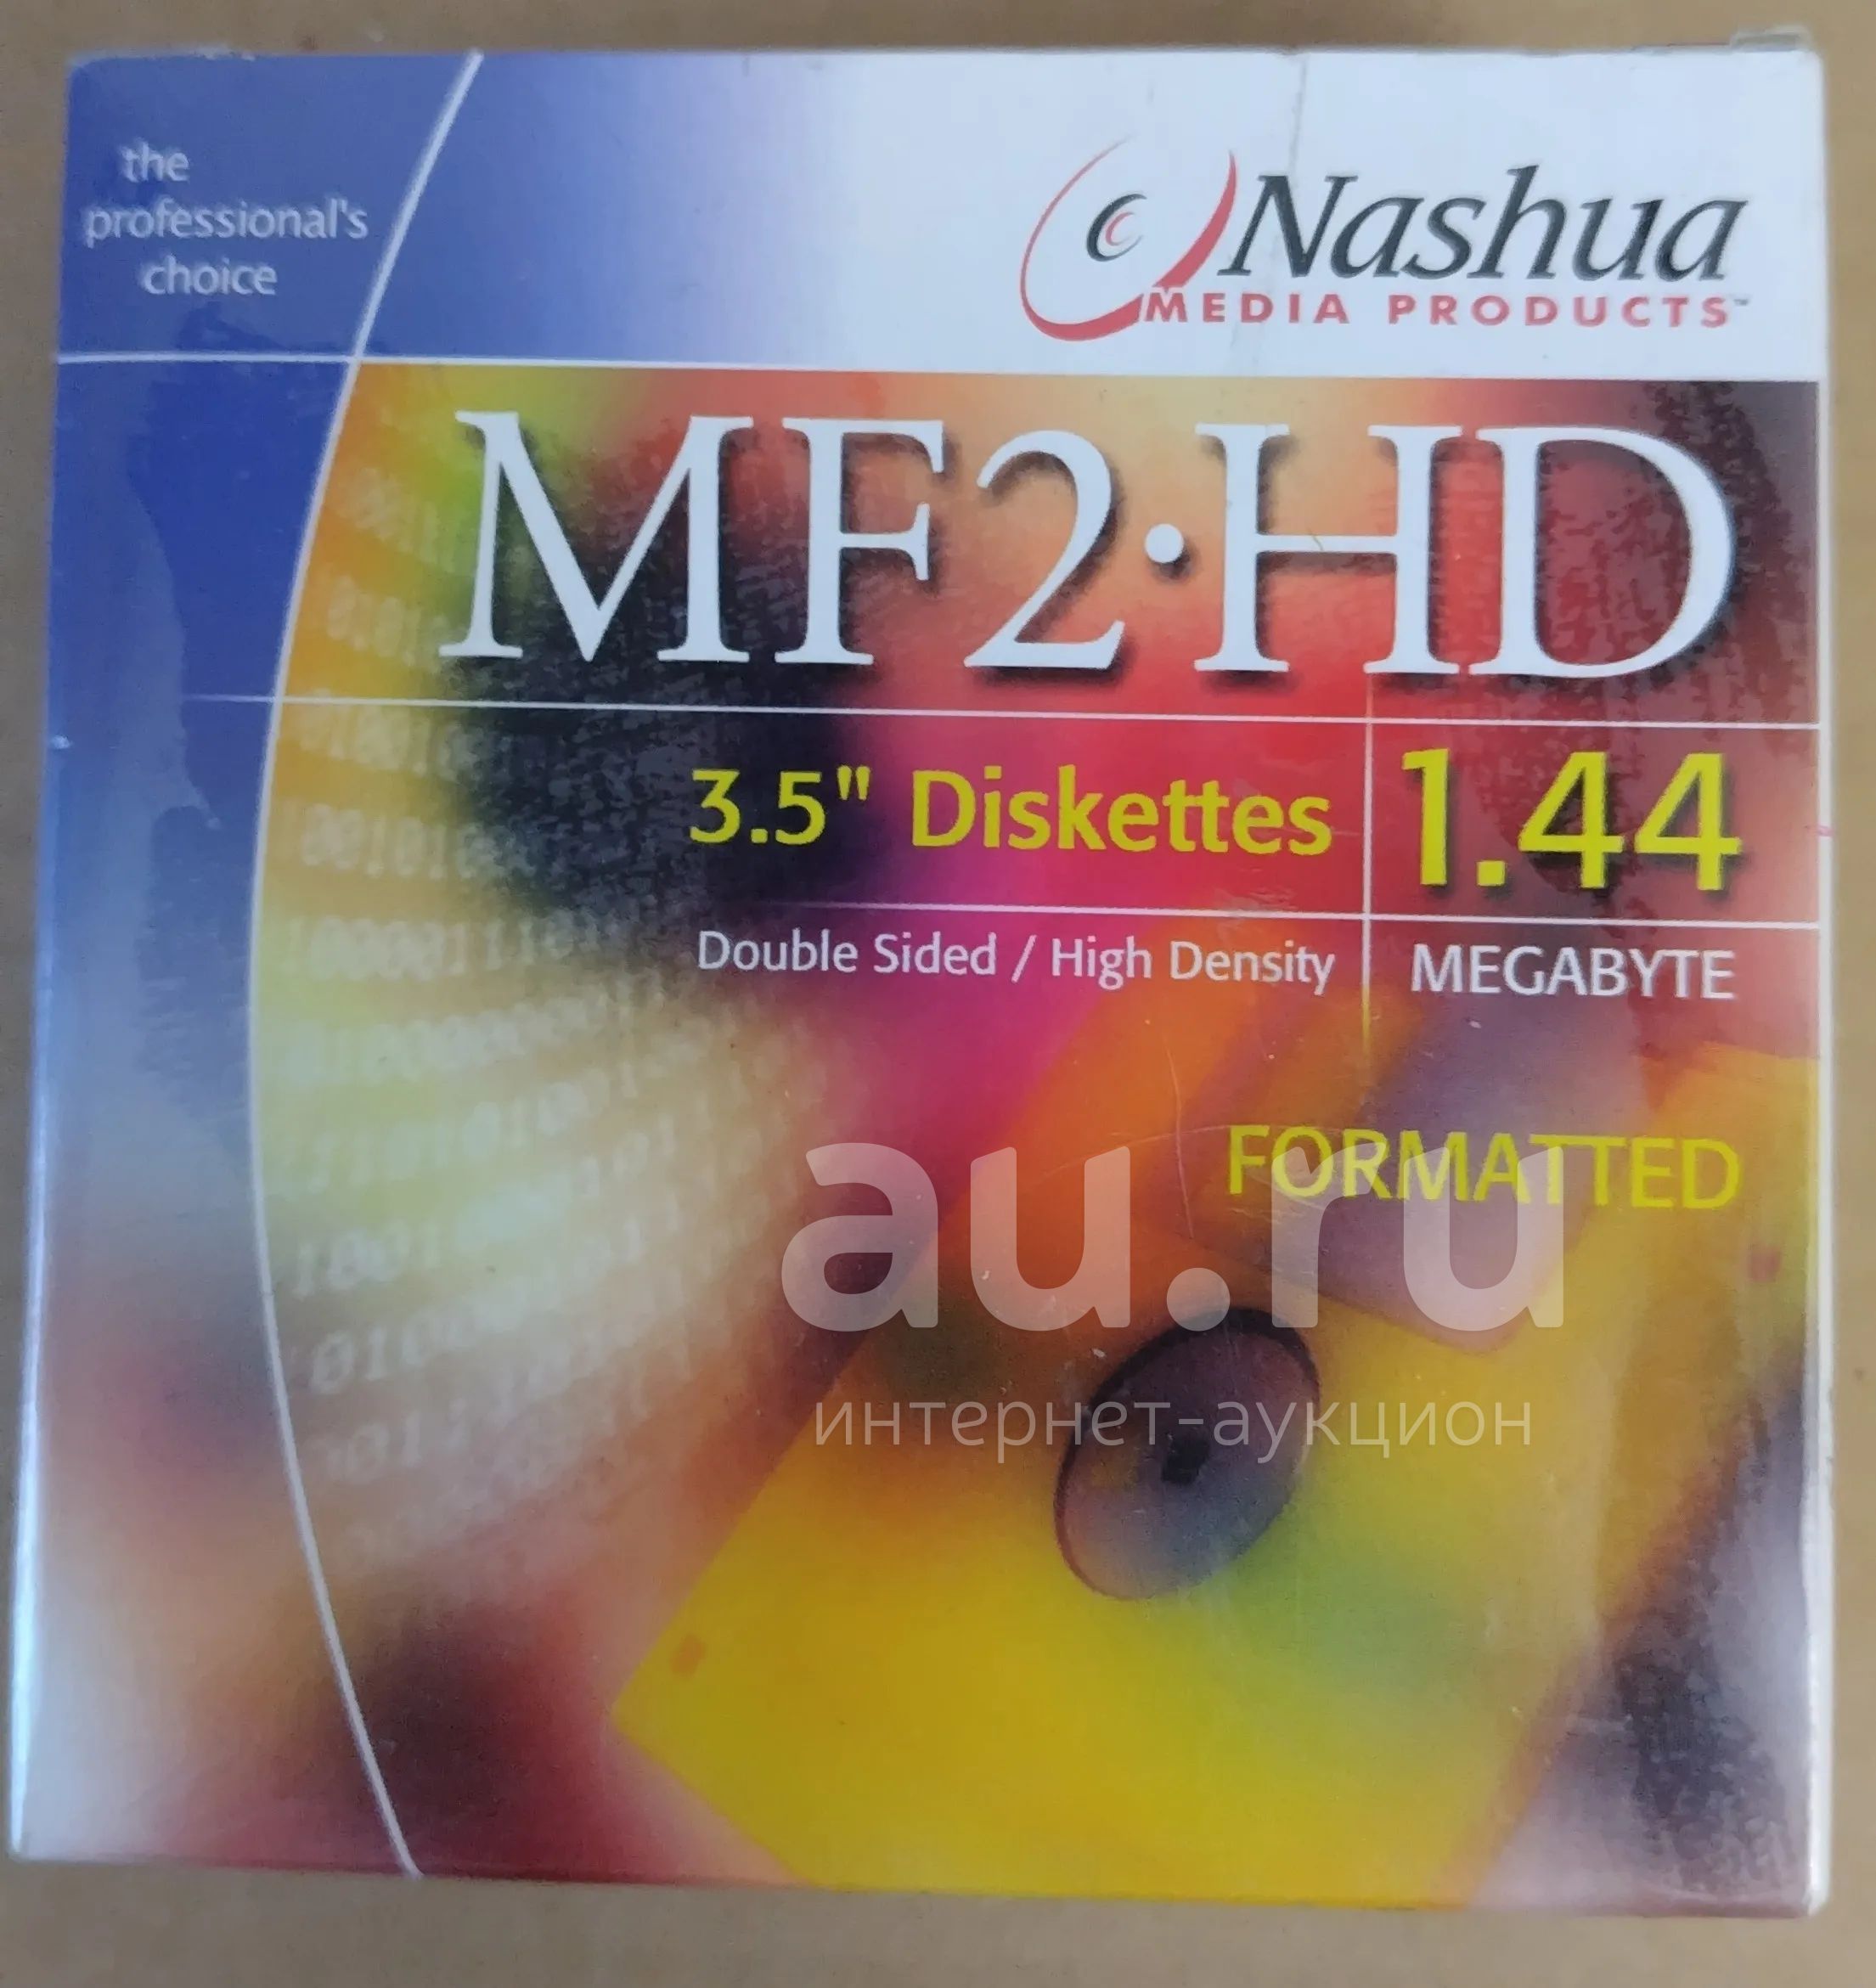 the
professional's
choice
Nashua
MEDIA PRODUCTS™
MF2·HD
3.5" Diskettes
1.44
Double Sided / High Density
MEGABYTE
FORMATTED
au.ru
интернет-аукцион